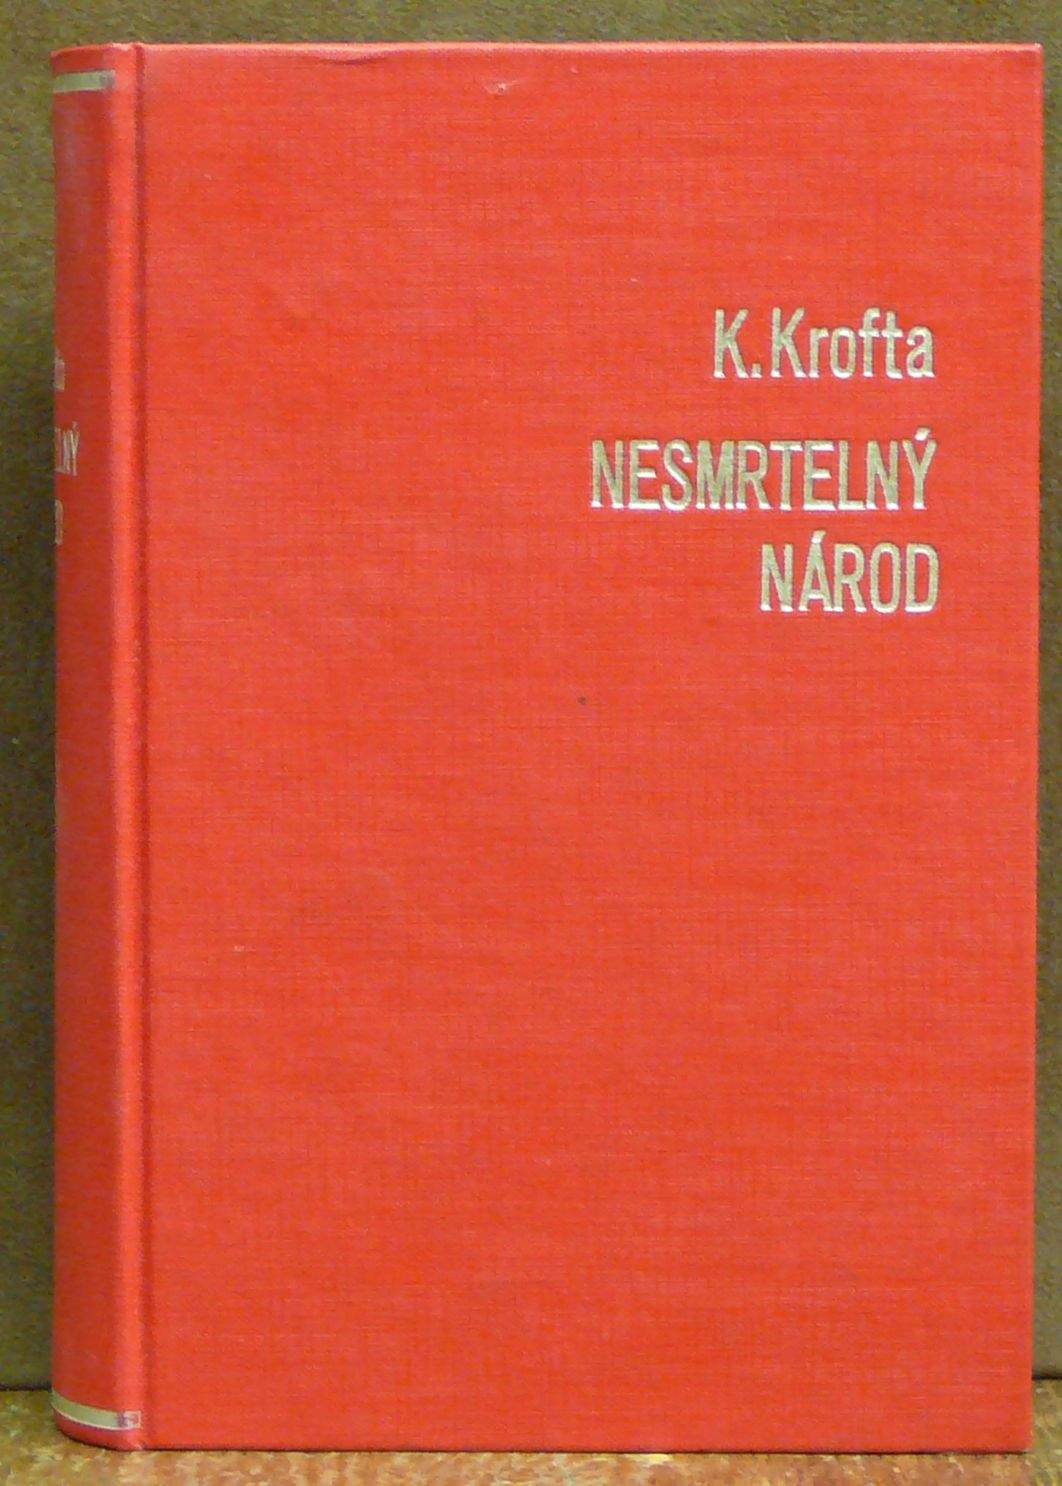 K. Krofta
NESMRTELNÝ
NÁROD